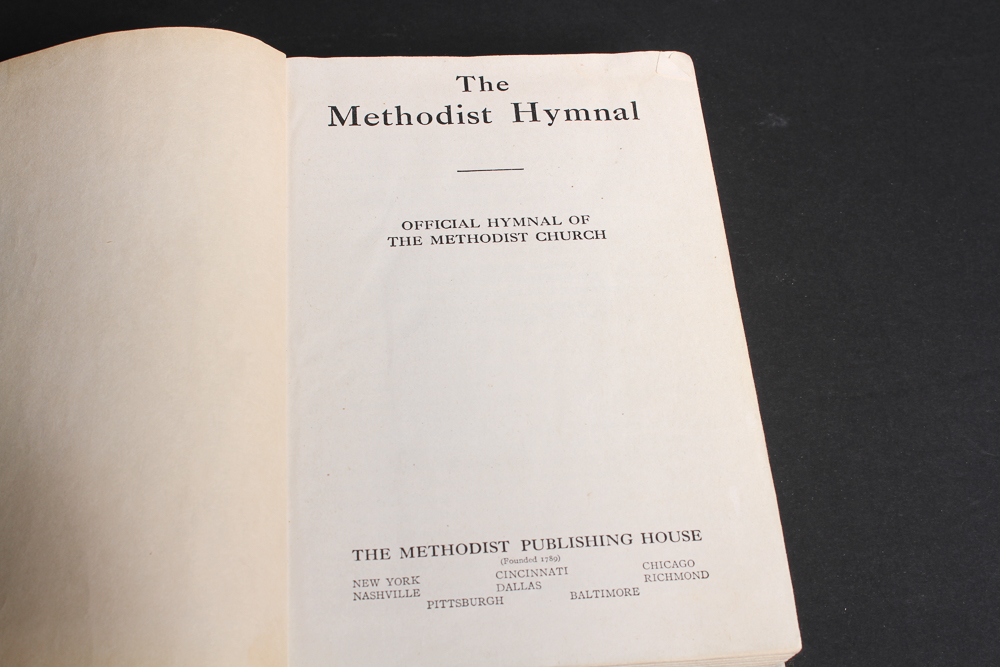 The
Methodist Hymnal
OFFICIAL HYMNAL OF
THE METHODIST CHURCH
THE METHODIST PUBLISHING HOUSE
(Founded 1789)
NEW YORK CINCINNATI CHICAGO
NASHVILLE DALLAS RICHMOND
PITTSBURGH BALTIMORE